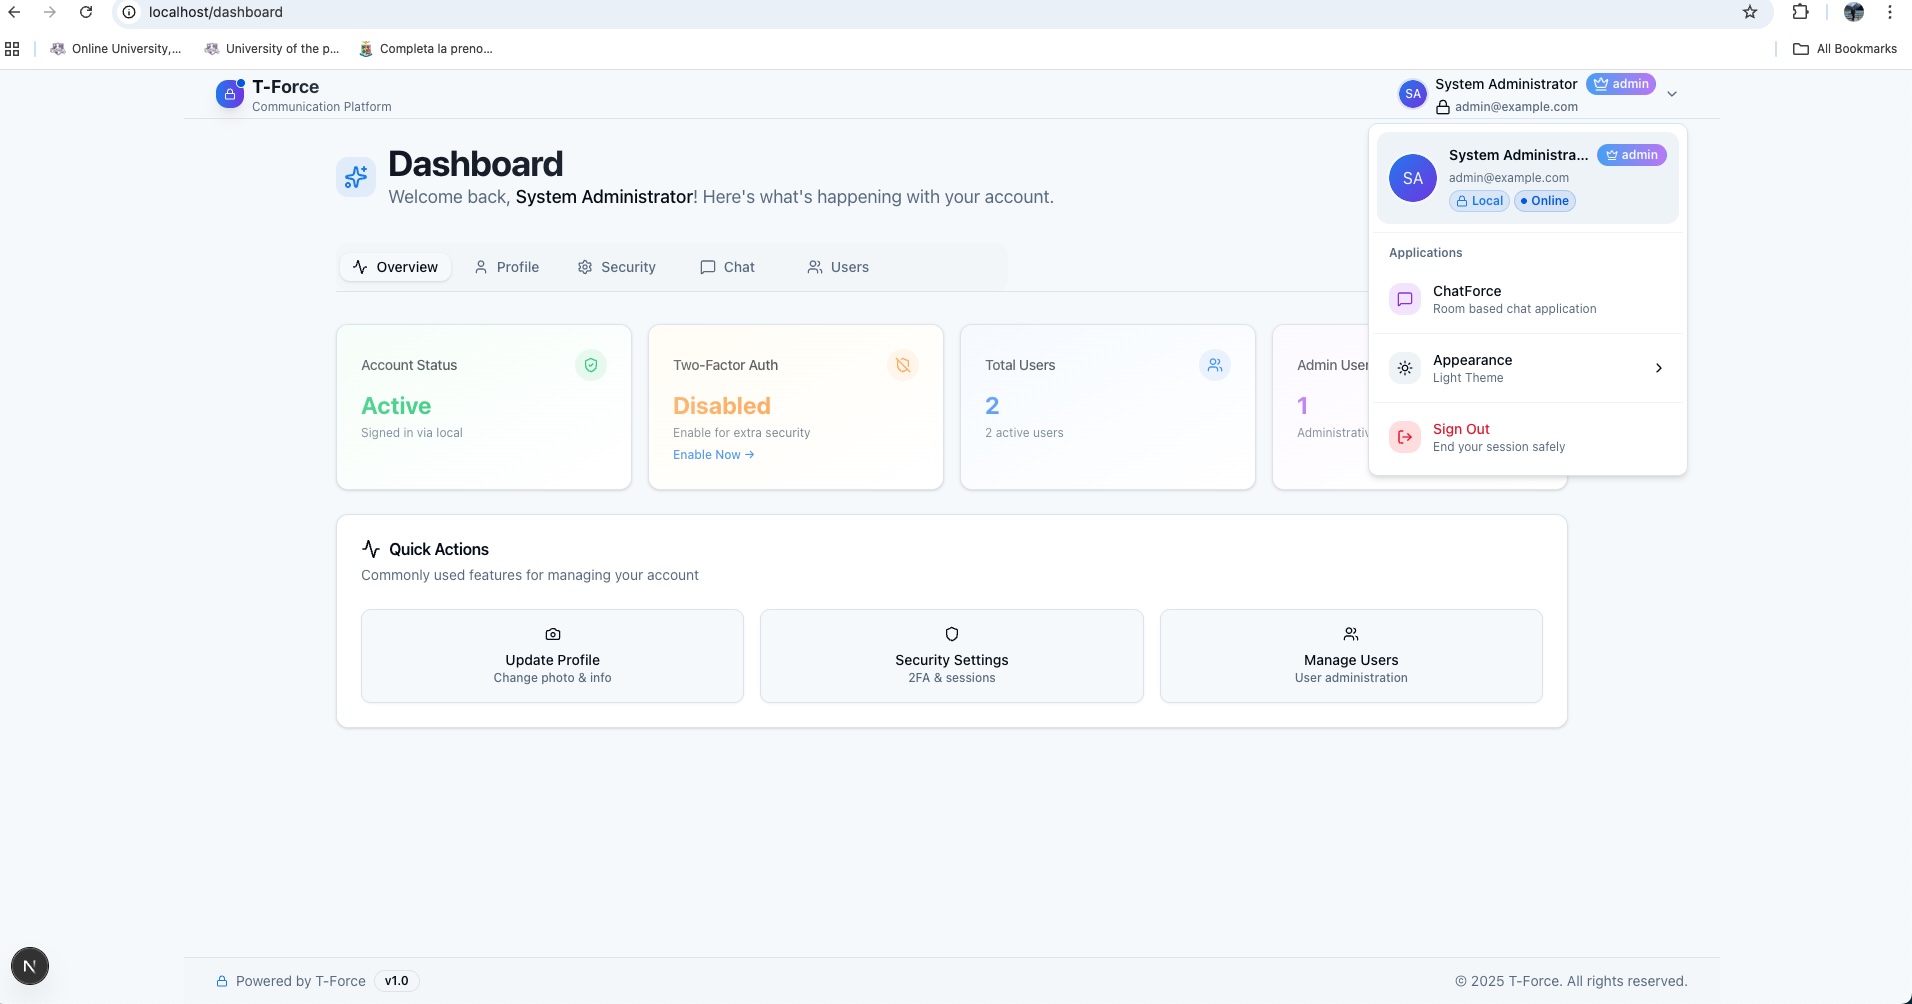 localhost/dashboard
Online University,...
University of the p...
Completa la preno...
All Bookmarks
T-Force
Communication Platform
SA
System Administrator
admin
admin@example.com
Dashboard
Welcome back, System Administrator! Here's what's happening with your account.
SA
System Administra...
admin
admin@example.com
Local
Online
Applications
ChatForce
Room based chat application
Appearance
Light Theme
Sign Out
End your session safely
Overview
Profile
Security
Chat
Users
Account Status
Active
Signed in via local
Two-Factor Auth
Disabled
Enable for extra security
Enable Now →
Total Users
2
2 active users
Admin User
1
Administrativ
Quick Actions
Commonly used features for managing your account
Update Profile
Change photo & info
Security Settings
2FA & sessions
Manage Users
User administration
N
Powered by T-Force
v1.0
© 2025 T-Force. All rights reserved.